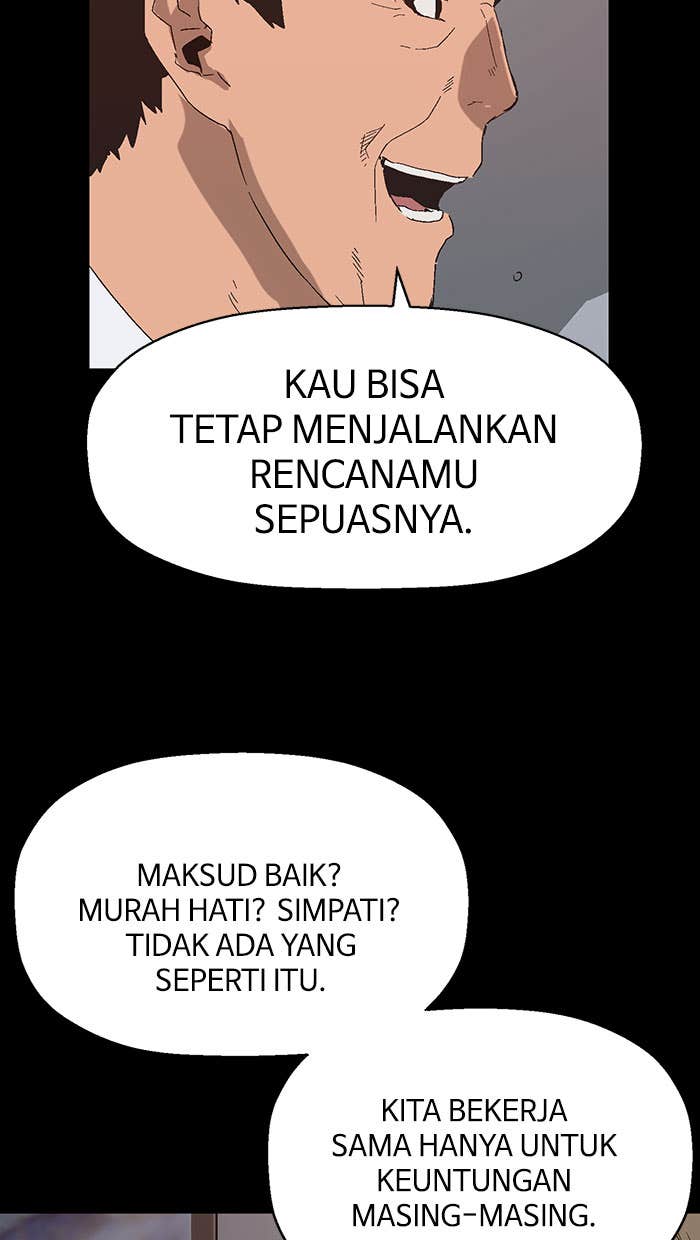 KAU BISA
TETAP MENJALANKAN
RENCANAMU
SEPUASNYA.
MAKSUD BAIK?
MURAH HATI? SIMPATI?
TIDAK ADA YANG
SEPERTI ITU.
KITA BEKERJA
SAMA HANYA UNTUK
KEUNTUNGAN
MASING-MASING.